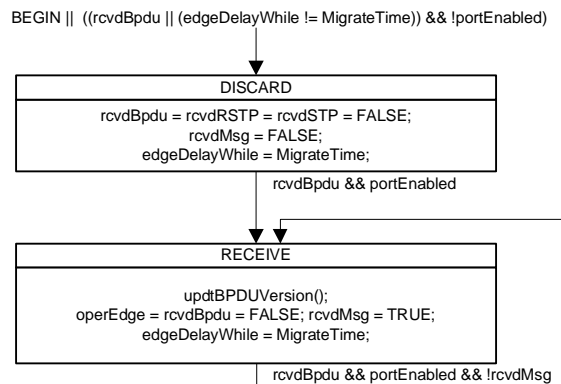 BEGIN || ((rcvdBpdu || (edgeDelayWhile != MigrateTime)) && !portEnabled)
DISCARD
rcvdBpdu = rcvdRSTP = rcvdSTP = FALSE;
rcvdMsg = FALSE;
edgeDelayWhile = MigrateTime;
rcvdBpdu && portEnabled
RECEIVE
updtBPDUVersion();
operEdge = rcvdBpdu = FALSE; rcvdMsg = TRUE;
edgeDelayWhile = MigrateTime;
rcvdBpdu && portEnabled && !rcvdMsg